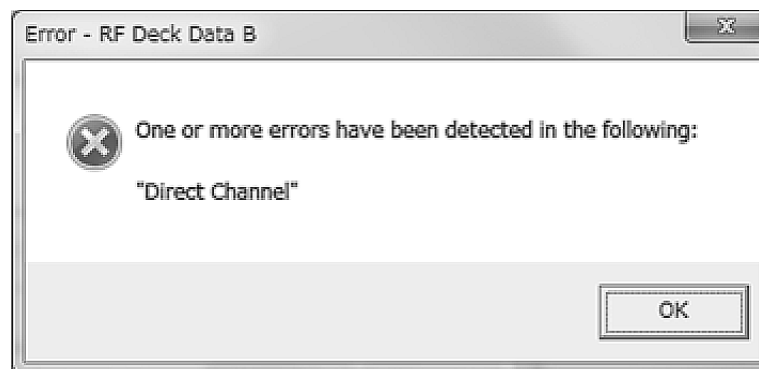 Error - RF Deck Data B
One or more errors have been detected in the following:
"Direct Channel"
OK